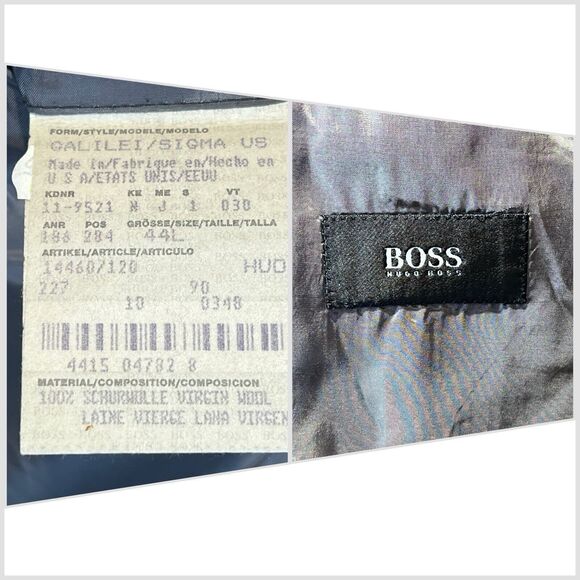 FORM/STYLE/MODELE/MODELO
GALILEI/SIGMA US
Made in/Fabrique en/Hecho en
U S A/ETATS UNIS/EEUU
KDNR KE ME S VT
11-9521 N J 1 030
ANR POS GRÖSSE/SIZE/TAILLE/TALLA
186 284 44L
ARTIKEL/ARTICLE/ARTICULO
14460/120 HUO
227 90
10 0348
4415 04782 8
MATERIAL/COMPOSITION/COMPOSICION
100% SCHURWOLLE VIRGIN WOOL
LAINE VIERGE LANA VIRGEN
BOSS
HUGO BOSS